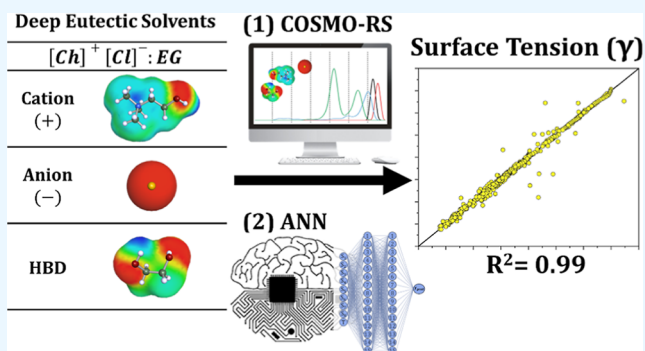 Deep Eutectic Solvents
[Ch]⁺[Cl]⁻: EG
Cation
(+)
Anion
(−)
HBD
(1) COSMO-RS
(2) ANN
Surface Tension (γ)
R²= 0.99